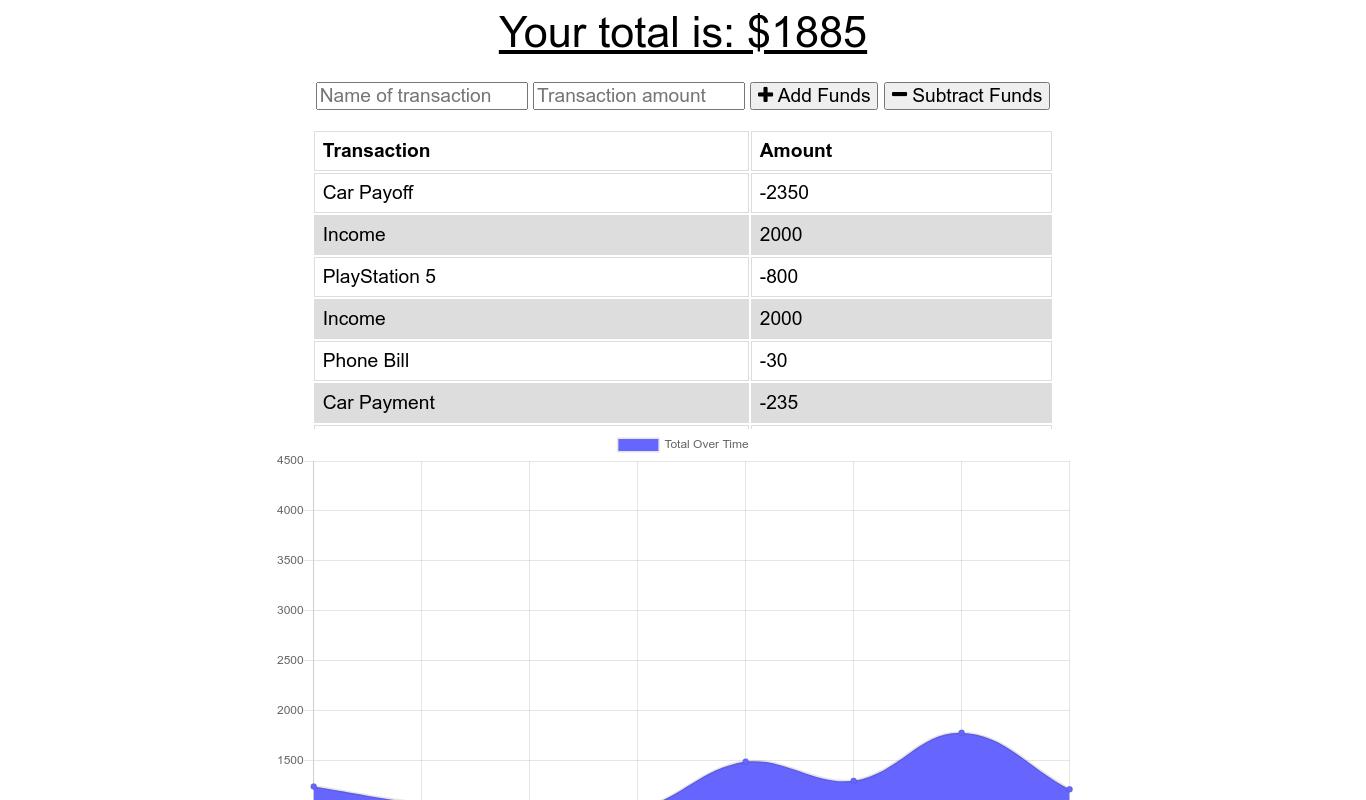 Your total is: $1885
Name of transaction Transaction amount Add Funds Subtract Funds
Transaction Amount
Car Payoff -2350
Income 2000
PlayStation 5 -800
Income 2000
Phone Bill -30
Car Payment -235
Total Over Time
4500
4000
3500
3000
2500
2000
1500